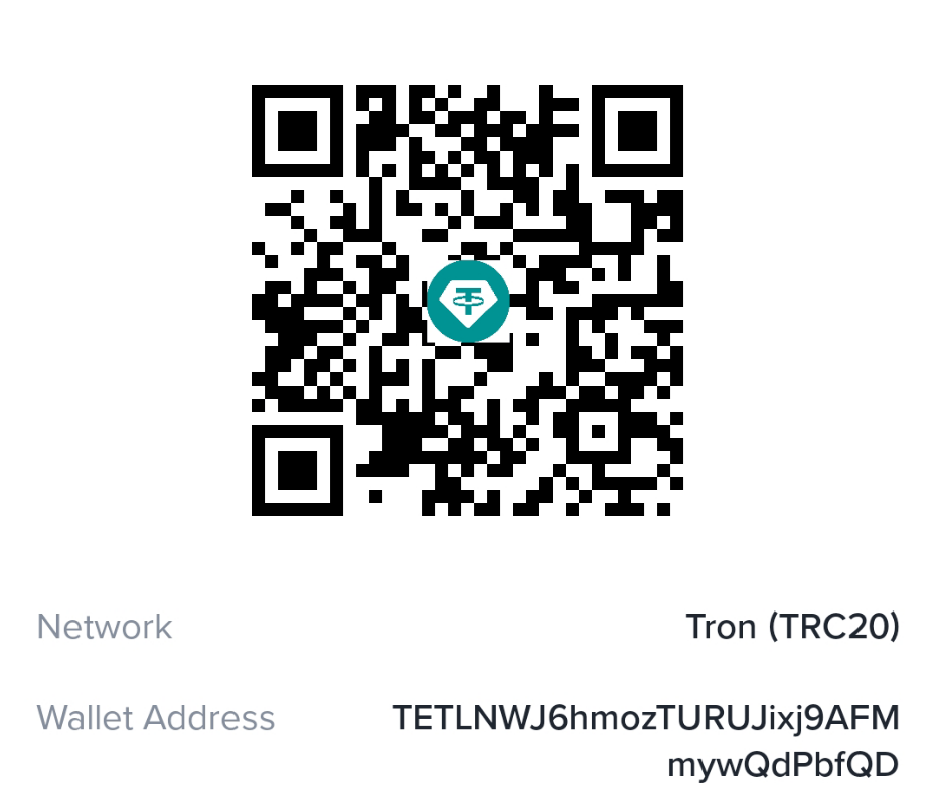 Network
Tron (TRC20)
Wallet Address
TETLNWJ6hmozTURUJixj9AFM
mywQdPbfQD